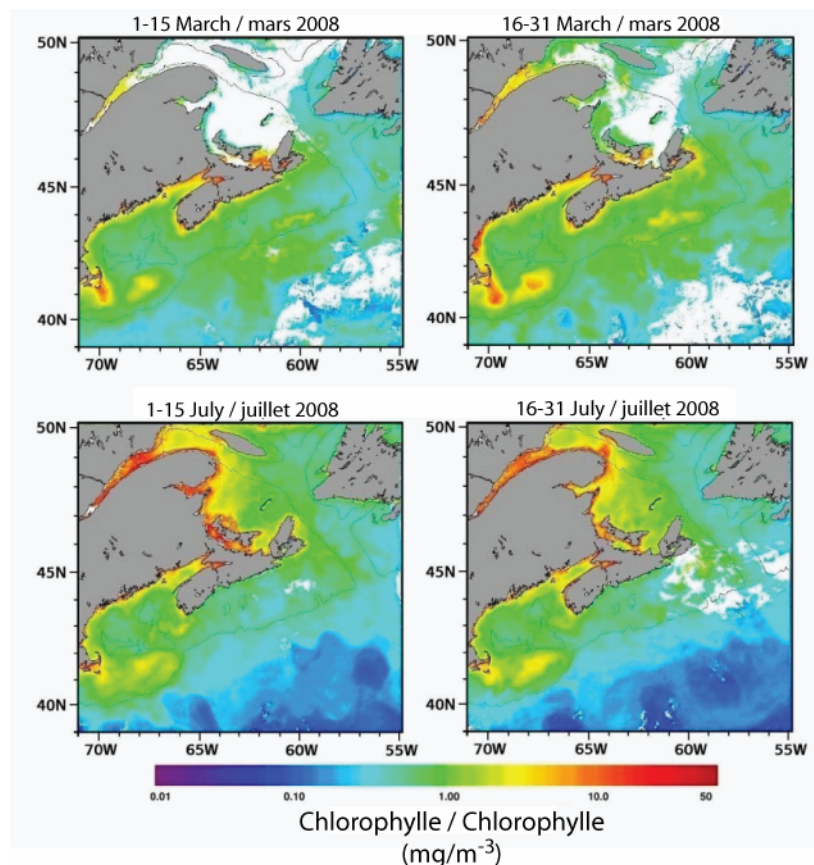 1-15 March / mars 2008
16-31 March / mars 2008
50N
45N
40N
70W 65W 60W 55W
50N
45N
40N
70W 65W 60W 55W
1-15 July / juillet 2008
16-31 July / juillet 2008
50N
45N
40N
70W 65W 60W 55W
50N
45N
40N
70W 65W 60W 55W
0.01 0.10 1.00 10.0 50
Chlorophylle / Chlorophylle
(mg/m-3)